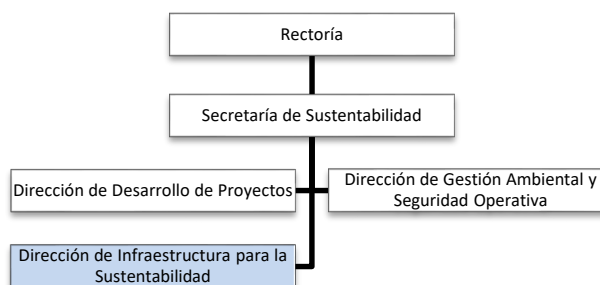 Rectoría
Secretaría de Sustentabilidad
Dirección de Desarrollo de Proyectos
Dirección de Gestión Ambiental y
Seguridad Operativa
Dirección de Infraestructura para la
Sustentabilidad